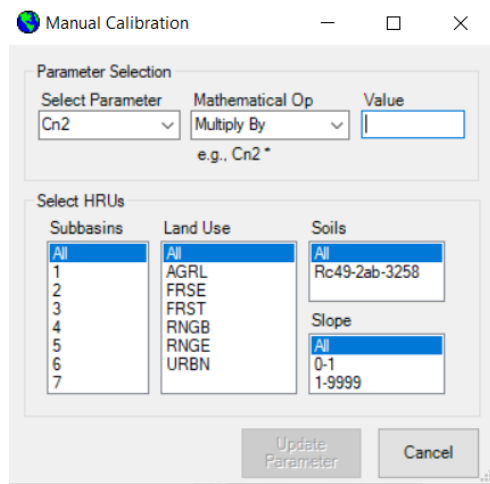 Manual Calibration
Parameter Selection
Select Parameter Mathematical Op Value
Cn2 Multiply By
e.g., Cn2 *
Select HRUs
Subbasins Land Use Soils
All All All
1 AGRL Rc49-2ab-3258
2 FRSE
3 FRST
4 RNGB Slope
5 RNGE All
6 URBN 0-1
7 1-9999
Update Cancel
Parameter